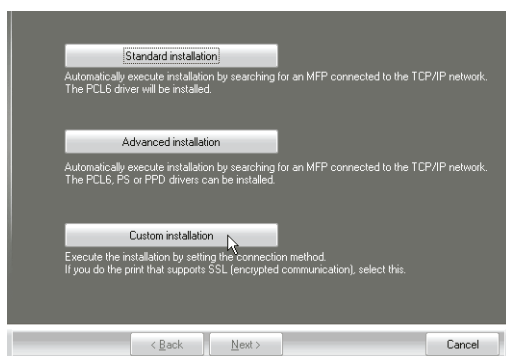 Standard installation
Automatically execute installation by searching for an MFP connected to the TCP/IP network.
The PCL6 driver will be installed.
Advanced installation
Automatically execute installation by searching for an MFP connected to the TCP/IP network.
The PCL6, PS or PPD drivers can be installed.
Custom installation
Execute the installation by setting the connection method.
If you do the print that supports SSL (encrypted communication), select this.
< Back Next > Cancel